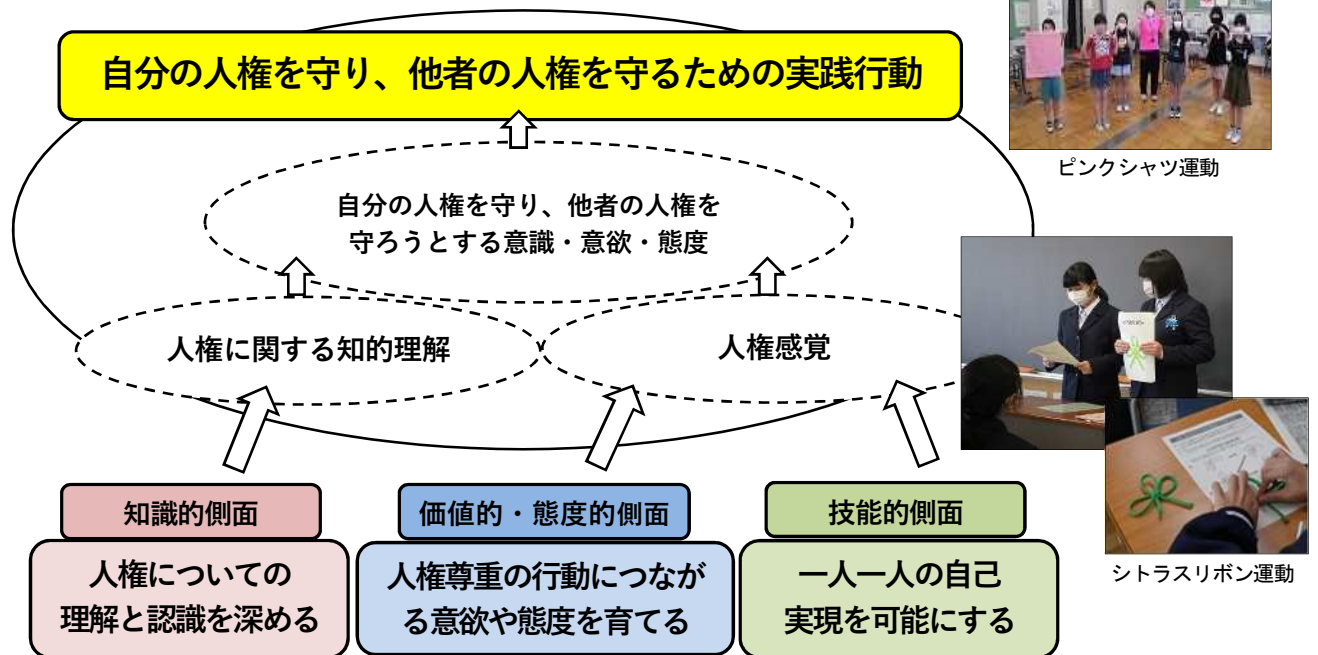 自分の人権を守り、他者の人権を守るための実践行動
ピンクシャツ運動
自分の人権を守り、他者の人権を
守ろうとする意識・意欲・態度
人権に関する知的理解
人権感覚
知識的側面
人権についての
理解と認識を深める
価値的・態度的側面
人権尊重の行動につなが
る意欲や態度を育てる
技能的側面
一人一人の自己
実現を可能にする
シトラスリボン運動